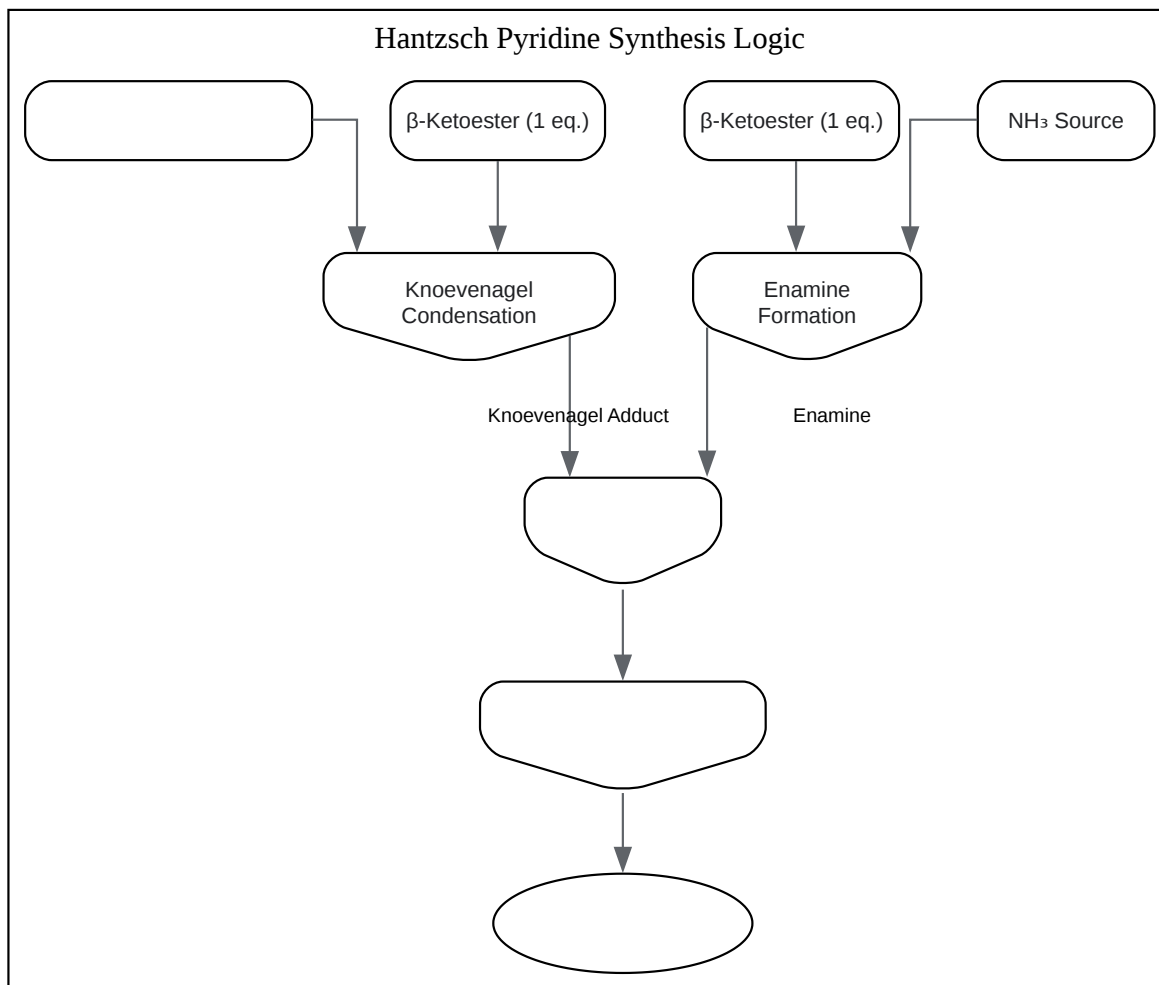 Hantzsch Pyridine Synthesis Logic
β-Ketoester (1 eq.)
β-Ketoester (1 eq.)
NH₃ Source
Knoevenagel
Condensation
Enamine
Formation
Knoevenagel Adduct
Enamine